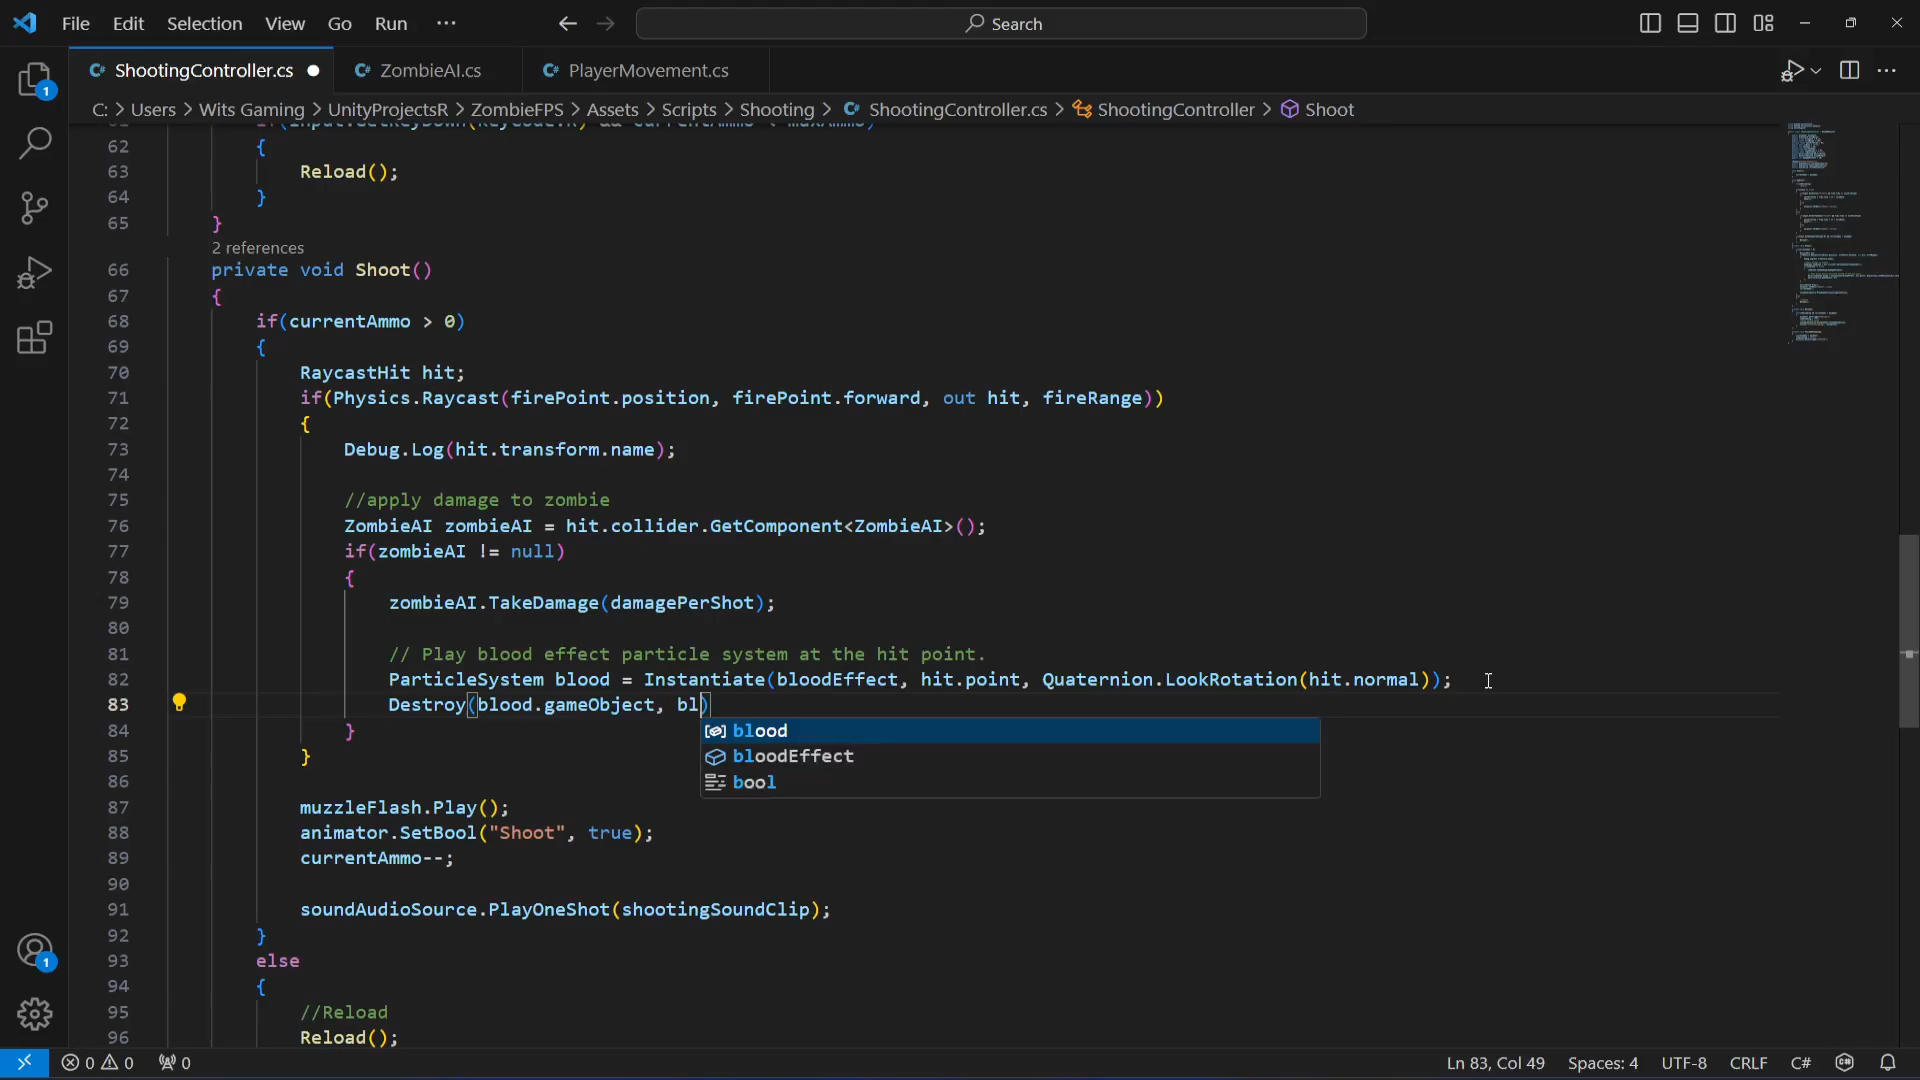 File Edit Selection View Go Run ···
Search
ShootingController.cs ZombieAI.cs PlayerMovement.cs
C: > Users > Wits Gaming > UnityProjectsR > ZombieFPS > Assets > Scripts > Shooting > ShootingController.cs > ShootingController > Shoot
62 {
63 Reload();
64 }
65 }
2 references
66 private void Shoot()
67 {
68 if(currentAmmo > 0)
69 {
70 RaycastHit hit;
71 if(Physics.Raycast(firePoint.position, firePoint.forward, out hit, fireRange))
72 {
73 Debug.Log(hit.transform.name);
74
75 //apply damage to zombie
76 ZombieAI zombieAI = hit.collider.GetComponent<ZombieAI>();
77 if(zombieAI != null)
78 {
79 zombieAI.TakeDamage(damagePerShot);
80
81 // Play blood effect particle system at the hit point.
82 ParticleSystem blood = Instantiate(bloodEffect, hit.point, Quaternion.LookRotation(hit.normal));
83 Destroy(blood.gameObject, bl)
blood
bloodEffect
bool
84 }
85 }
86
87 muzzleFlash.Play();
88 animator.SetBool("Shoot", true);
89 currentAmmo--;
90
91 soundAudioSource.PlayOneShot(shootingSoundClip);
92 }
93 else
94 {
95 //Reload
96 Reload();
1
1
0 0 0 Ln 83, Col 49 Spaces: 4 UTF-8 CRLF C#